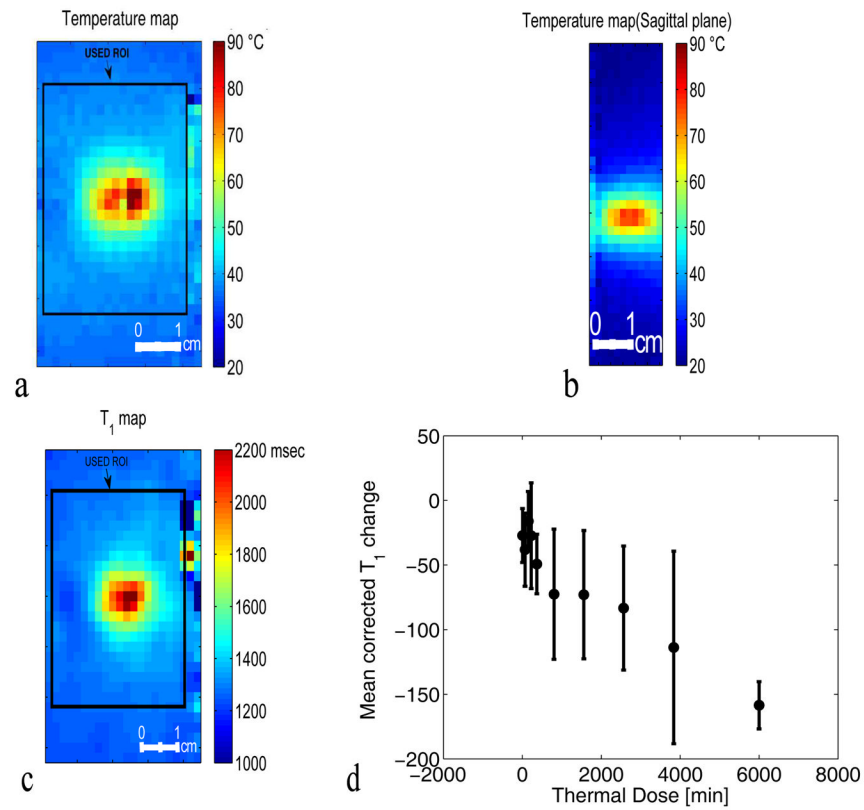 Temperature map
USED ROI
90 °C
80
70
60
50
40
30
20
0 1
cm
a
Temperature map(Sagittal plane)
90 °C
80
70
60
50
40
30
20
0 1
cm
b
T1 map
USED ROI
2200 msec
2000
1800
1600
1400
1200
1000
0 1
cm
c
Mean corrected T1 change
50
0
−50
−100
−150
−200
−2000 0 2000 4000 6000 8000
Thermal Dose [min]
d